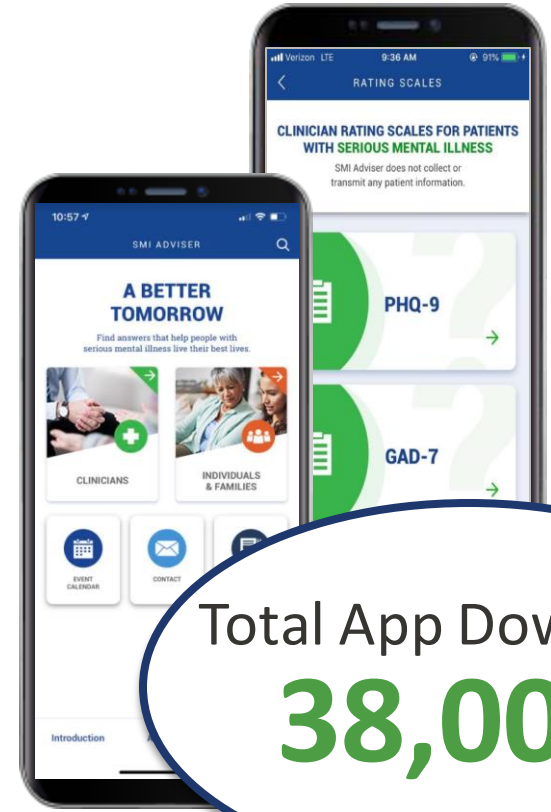 Verizon LTE 9:36 AM 91%
RATING SCALES
CLINICIAN RATING SCALES FOR PATIENTS
WITH SERIOUS MENTAL ILLNESS
SMI Adviser does not collect or
transmit any patient information.
PHQ-9
GAD-7
10:57
SMI ADVISER
A BETTER
TOMORROW
Find answers that help people with
serious mental illness live their best lives.
CLINICIANS
INDIVIDUALS
& FAMILIES
EVENT
CALENDAR
CONTACT
Introduction
Total App Dow
38,00